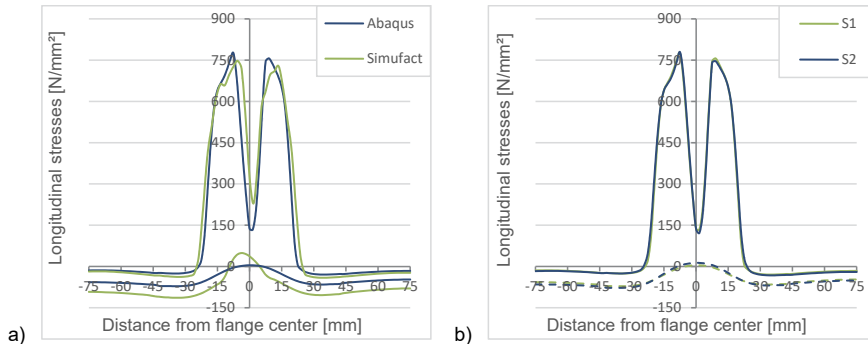 a)
Longitudinal stresses [N/mm²]
900
750
600
450
300
150
0
-150
-75 -60 -45 -30 -15 0 15 30 45 60 75
Distance from flange center [mm]
Abaqus
Simufact
b)
Longitudinal stresses [N/mm²]
900
750
600
450
300
150
0
-150
-75 -60 -45 -30 -15 0 15 30 45 60 75
Distance from flange center [mm]
S1
S2